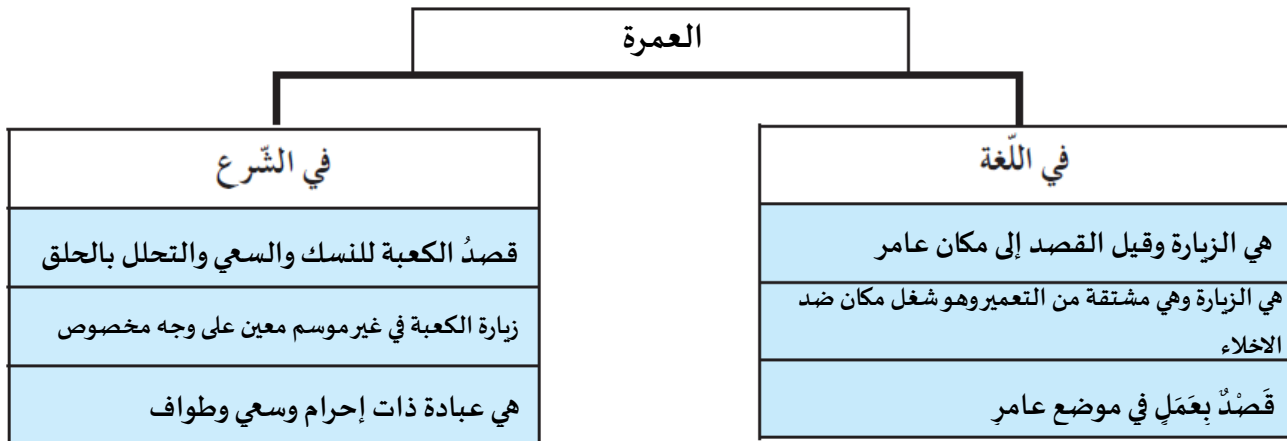 العمرة
في اللّغة
هي الزيارة وقيل القصد إلى مكان عامر
هي الزيارة وهي مشتقة من التعمير وهو شغل مكان ضد
الاخلاء
قَصْدٌ بِعَمَلٍ في موضع عامرٍ
في الشّرع
قصدُ الكعبة للنسك والسعي والتحلل بالحلق
زيارة الكعبة في غير موسم معين على وجه مخصوص
هي عبادة ذات إحرام وسعي وطواف